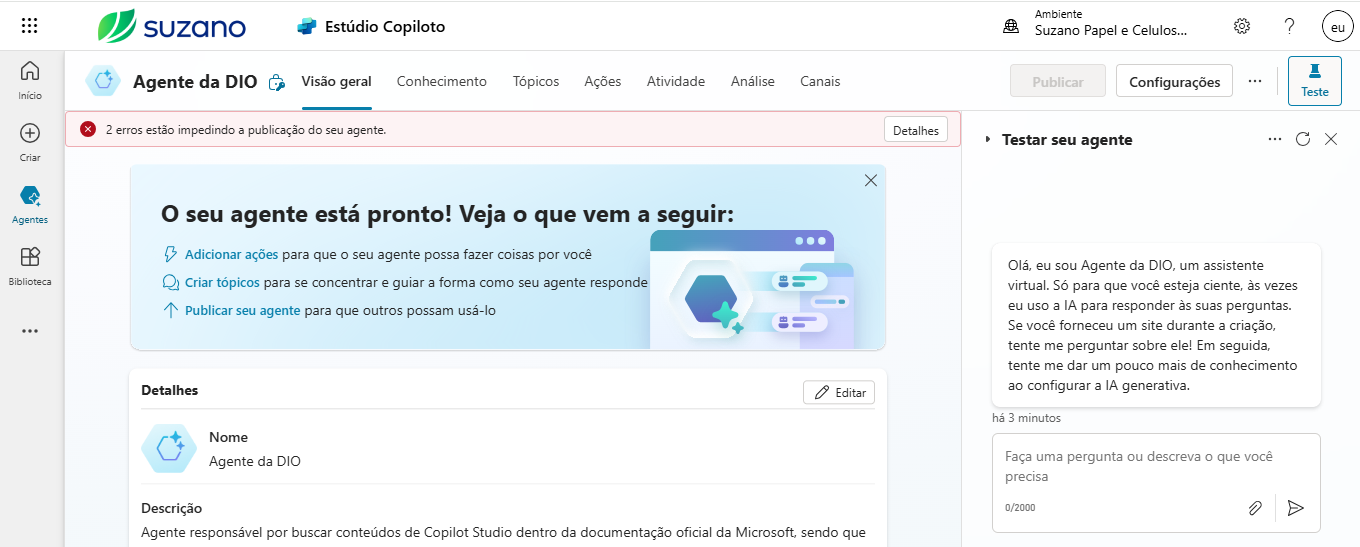 suzano
Estúdio Copiloto
Ambiente
Suzano Papel e Celulos...
eu
Início
Criar
Agentes
Biblioteca
Agente da DIO
Visão geral
Conhecimento
Tópicos
Ações
Atividade
Análise
Canais
Publicar
Configurações
Teste
2 erros estão impedindo a publicação do seu agente.
Detalhes
O seu agente está pronto! Veja o que vem a seguir:
Adicionar ações para que o seu agente possa fazer coisas por você
Criar tópicos para se concentrar e guiar a forma como seu agente responde
Publicar seu agente para que outros possam usá-lo
Detalhes
Editar
Nome
Agente da DIO
Descrição
Agente responsável por buscar conteúdos de Copilot Studio dentro da documentação oficial da Microsoft, sendo que
Testar seu agente
Olá, eu sou Agente da DIO, um assistente
virtual. Só para que você esteja ciente, às vezes
eu uso a IA para responder às suas perguntas.
Se você forneceu um site durante a criação,
tente me perguntar sobre ele! Em seguida,
tente me dar um pouco mais de conhecimento
ao configurar a IA generativa.
há 3 minutos
Faça uma pergunta ou descreva o que você
precisa
0/2000